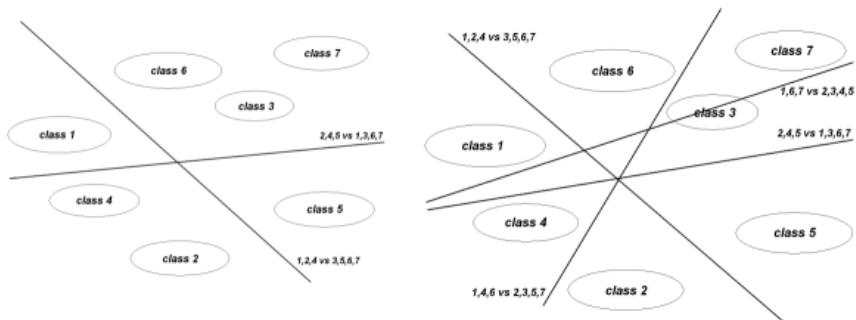 class 7
class 6
class 3
class 1
2,4,5 vs 1,3,6,7
class 4
class 5
class 2
1,2,4 vs 3,5,6,7
1,2,4 vs 3,5,6,7
class 7
class 6
1,6,7 vs 2,3,4,5
class 3
2,4,5 vs 1,3,6,7
class 1
class 4
class 5
1,4,6 vs 2,3,5,7
class 2